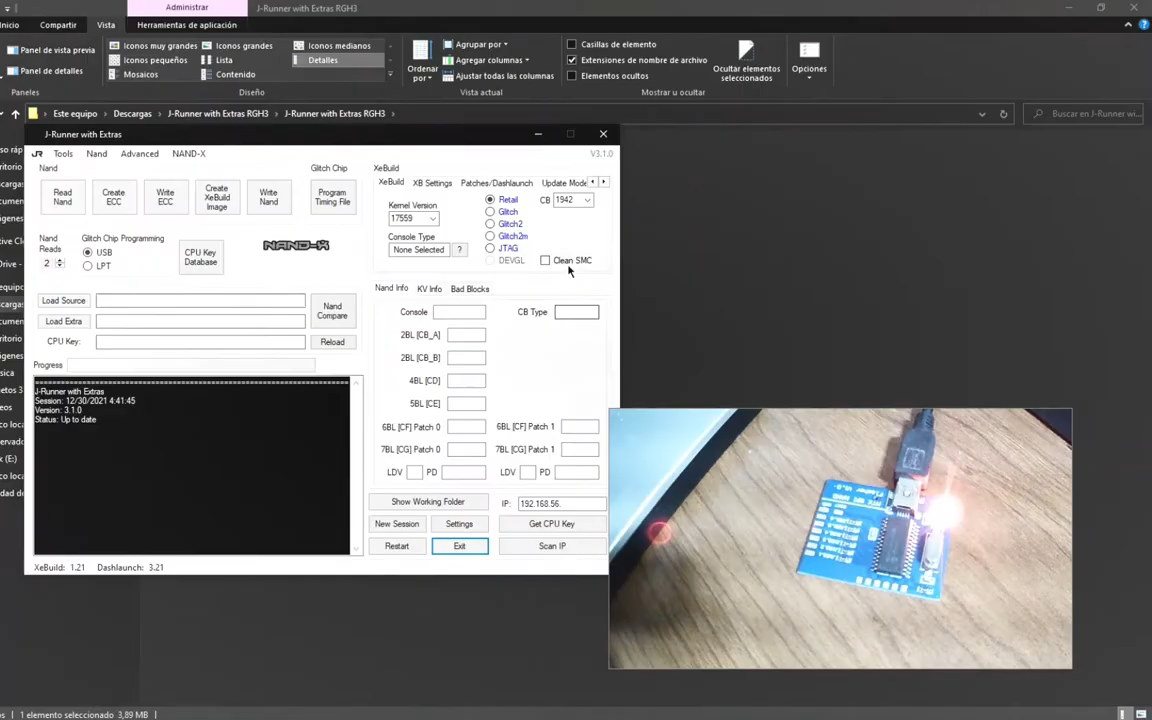 Administrar
J-Runner with Extras RGH3
Inicio
Compartir
Vista
Herramientas de aplicación
Panel de vista previa
Panel de detalles
Paneles
Iconos muy grandes
Iconos grandes
Iconos medianos
Iconos pequeños
Lista
Detalles
Mosaicos
Contenido
Diseño
Ordenar por
Agrupar por
Agregar columnas
Ajustar todas las columnas
Vista actual
Casillas de elemento
Extensiones de nombre de archivo
Elementos ocultos
Ocultar elementos seleccionados
Mostrar u ocultar
Opciones
Este equipo
Descargas
J-Runner with Extras RGH3
J-Runner with Extras RGH3
Buscar en J-Runner wi...
J-Runner with Extras
JR
Tools
Nand
Advanced
NAND-X
V3.1.0
Nand
Glitch Chip
Read Nand
Create ECC
Write ECC
Create XeBuild Image
Write Nand
Program Timing File
Nand Reads
2
Glitch Chip Programming
USB
LPT
CPU Key Database
NAND-X
Load Source
Load Extra
CPU Key:
Nand Compare
Reload
Progress
J-Runner with Extras
Session: 12/30/2021 4:41:45
Version: 3.1.0
Status: Up to date
XeBuild: 1.21
Dashlaunch: 3.21
XeBuild
XeBuild
XB Settings
Patches/Dashlaunch
Update Mode
Kernel Version
17559
Console Type
None Selected
?
Retail
Glitch
Glitch2
Glitch2m
JTAG
DEVGL
CB
1942
Clean SMC
Nand Info
KV Info
Bad Blocks
Console
CB Type
2BL [CB_A]
2BL [CB_B]
4BL [CD]
5BL [CE]
6BL [CF] Patch 0
6BL [CF] Patch 1
7BL [CG] Patch 0
7BL [CG] Patch 1
LDV
PD
LDV
PD
Show Working Folder
IP:
192.168.56.
New Session
Settings
Get CPU Key
Restart
Exit
Scan IP
1 elemento seleccionado
3,89 MB